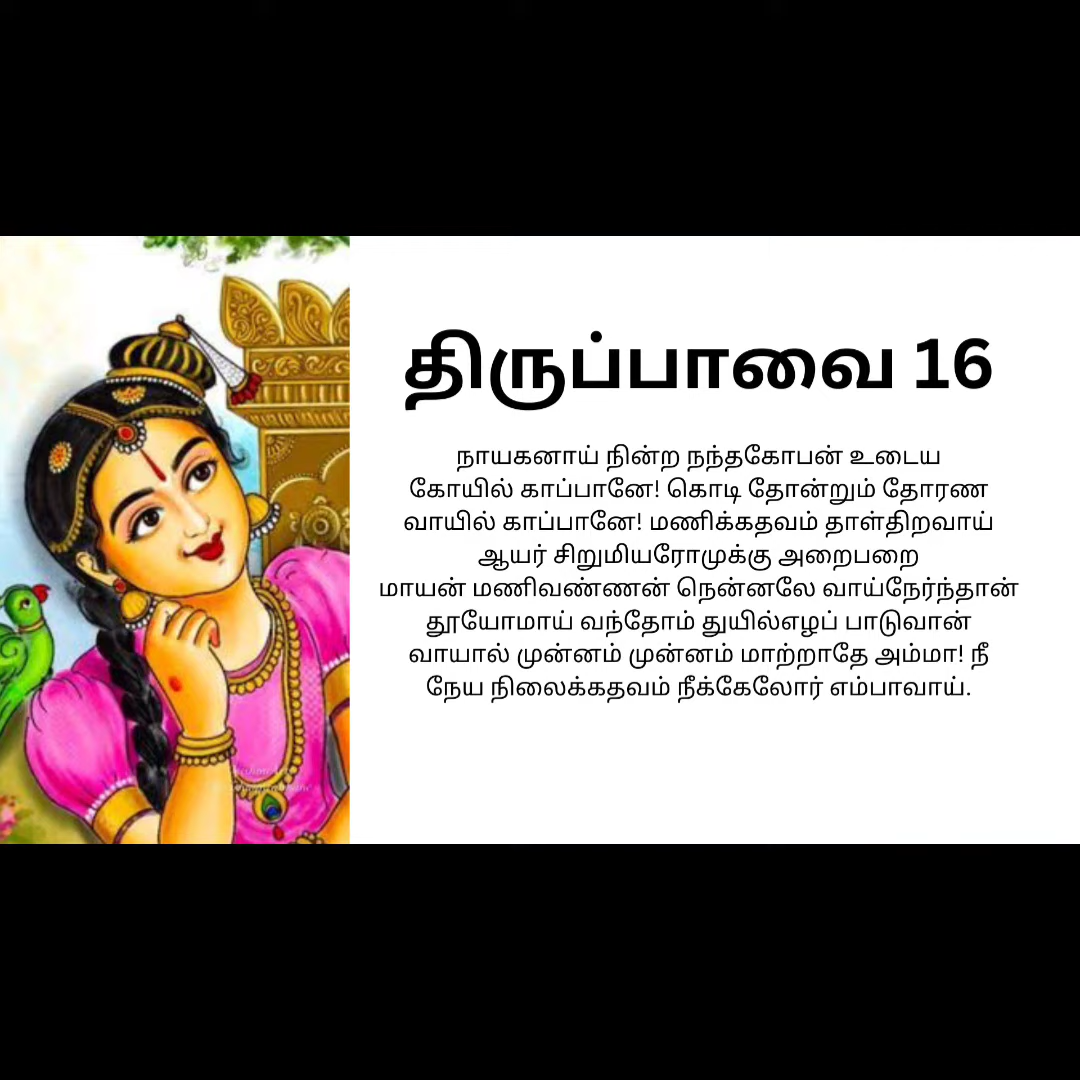 திருப்பாவை 16
நாயகனாய் நின்ற நந்தகோபன் உடைய
கோயில் காப்பானே! கொடி தோன்றும் தோரண
வாயில் காப்பானே! மணிக்கதவம் தாள்திறவாய்
ஆயர் சிறுமியரோமுக்கு அறைபறை
மாயன் மணிவண்ணன் நென்னலே வாய்நேர்ந்தான்
தூயோமாய் வந்தோம் துயில்எழப் பாடுவான்
வாயால் முன்னம் முன்னம் மாற்றாதே அம்மா! நீ
நேய நிலைக்கதவம் நீக்கேலோர் எம்பாவாய்.